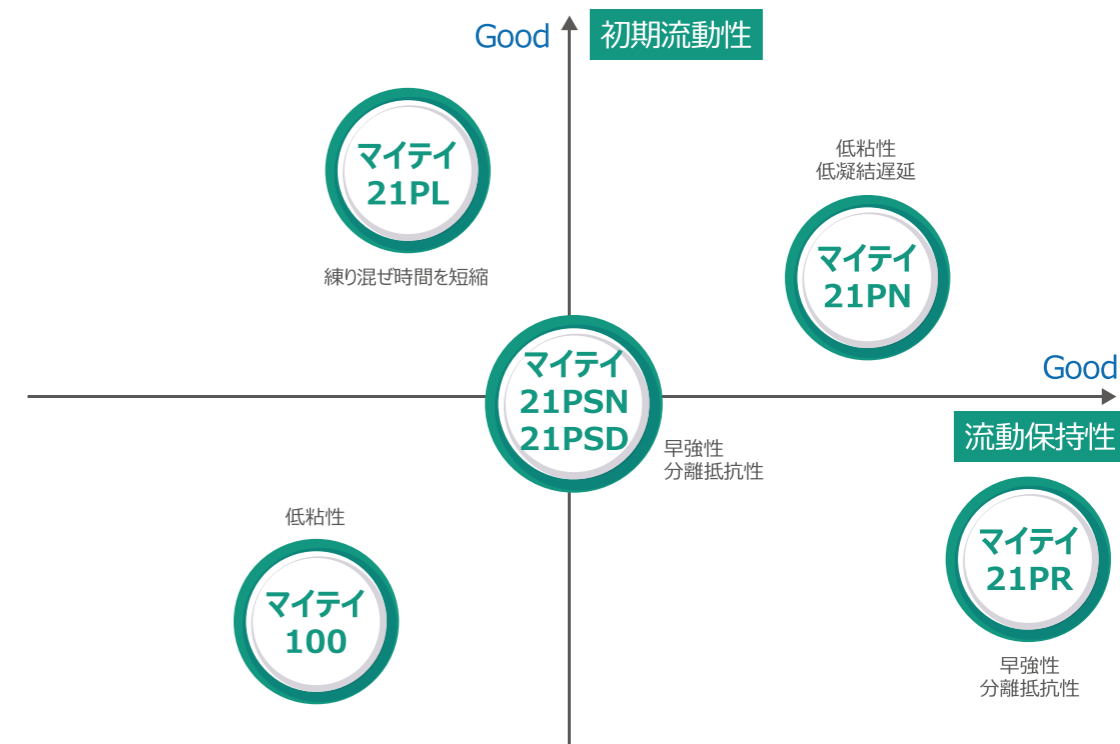 Good
初期流動性
マイテイ
21PL
練り混ぜ時間を短縮
低粘性
低凝結遅延
マイテイ
21PN
マイテイ
21PSN
21PSD
早強性
分離抵抗性
Good
流動保持性
低粘性
マイテイ
100
マイテイ
21PR
早強性
分離抵抗性